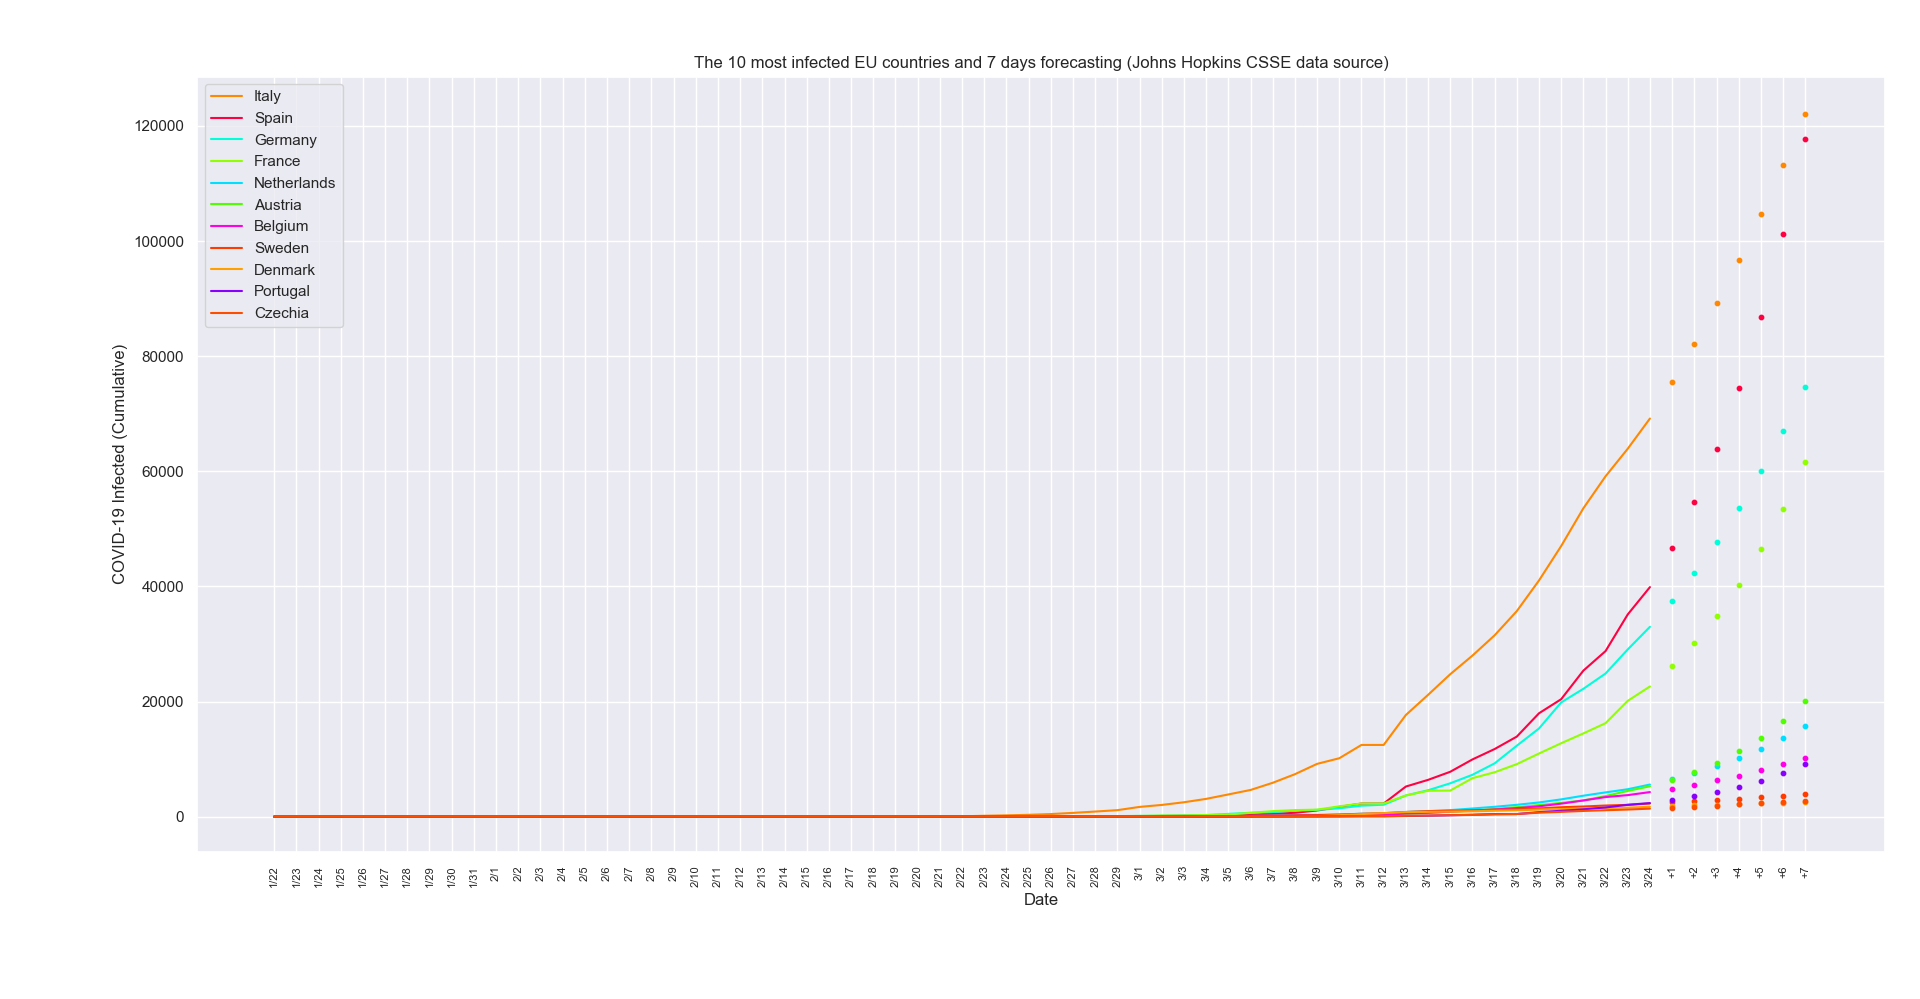 The 10 most infected EU countries and 7 days forecasting (Johns Hopkins CSSE data source)
Italy
Spain
Germany
France
Netherlands
Austria
Belgium
Sweden
Denmark
Portugal
Czechia
COVID-19 Infected (Cumulative)
120000
100000
80000
60000
40000
20000
0
1/22 1/23 1/24 1/25 1/26 1/27 1/28 1/29 1/30 1/31 2/1 2/2 2/3 2/4 2/5 2/6 2/7 2/8 2/9 2/10 2/11 2/12 2/13 2/14 2/15 2/16 2/17 2/18 2/19 2/20 2/21 2/22 2/23 2/24 2/25 2/26 2/27 2/28 2/29 3/1 3/2 3/3 3/4 3/5 3/6 3/7 3/8 3/9 3/10 3/11 3/12 3/13 3/14 3/15 3/16 3/17 3/18 3/19 3/20 3/21 3/22 3/23 3/24 +1 +2 +3 +4 +5 +6 +7
Date